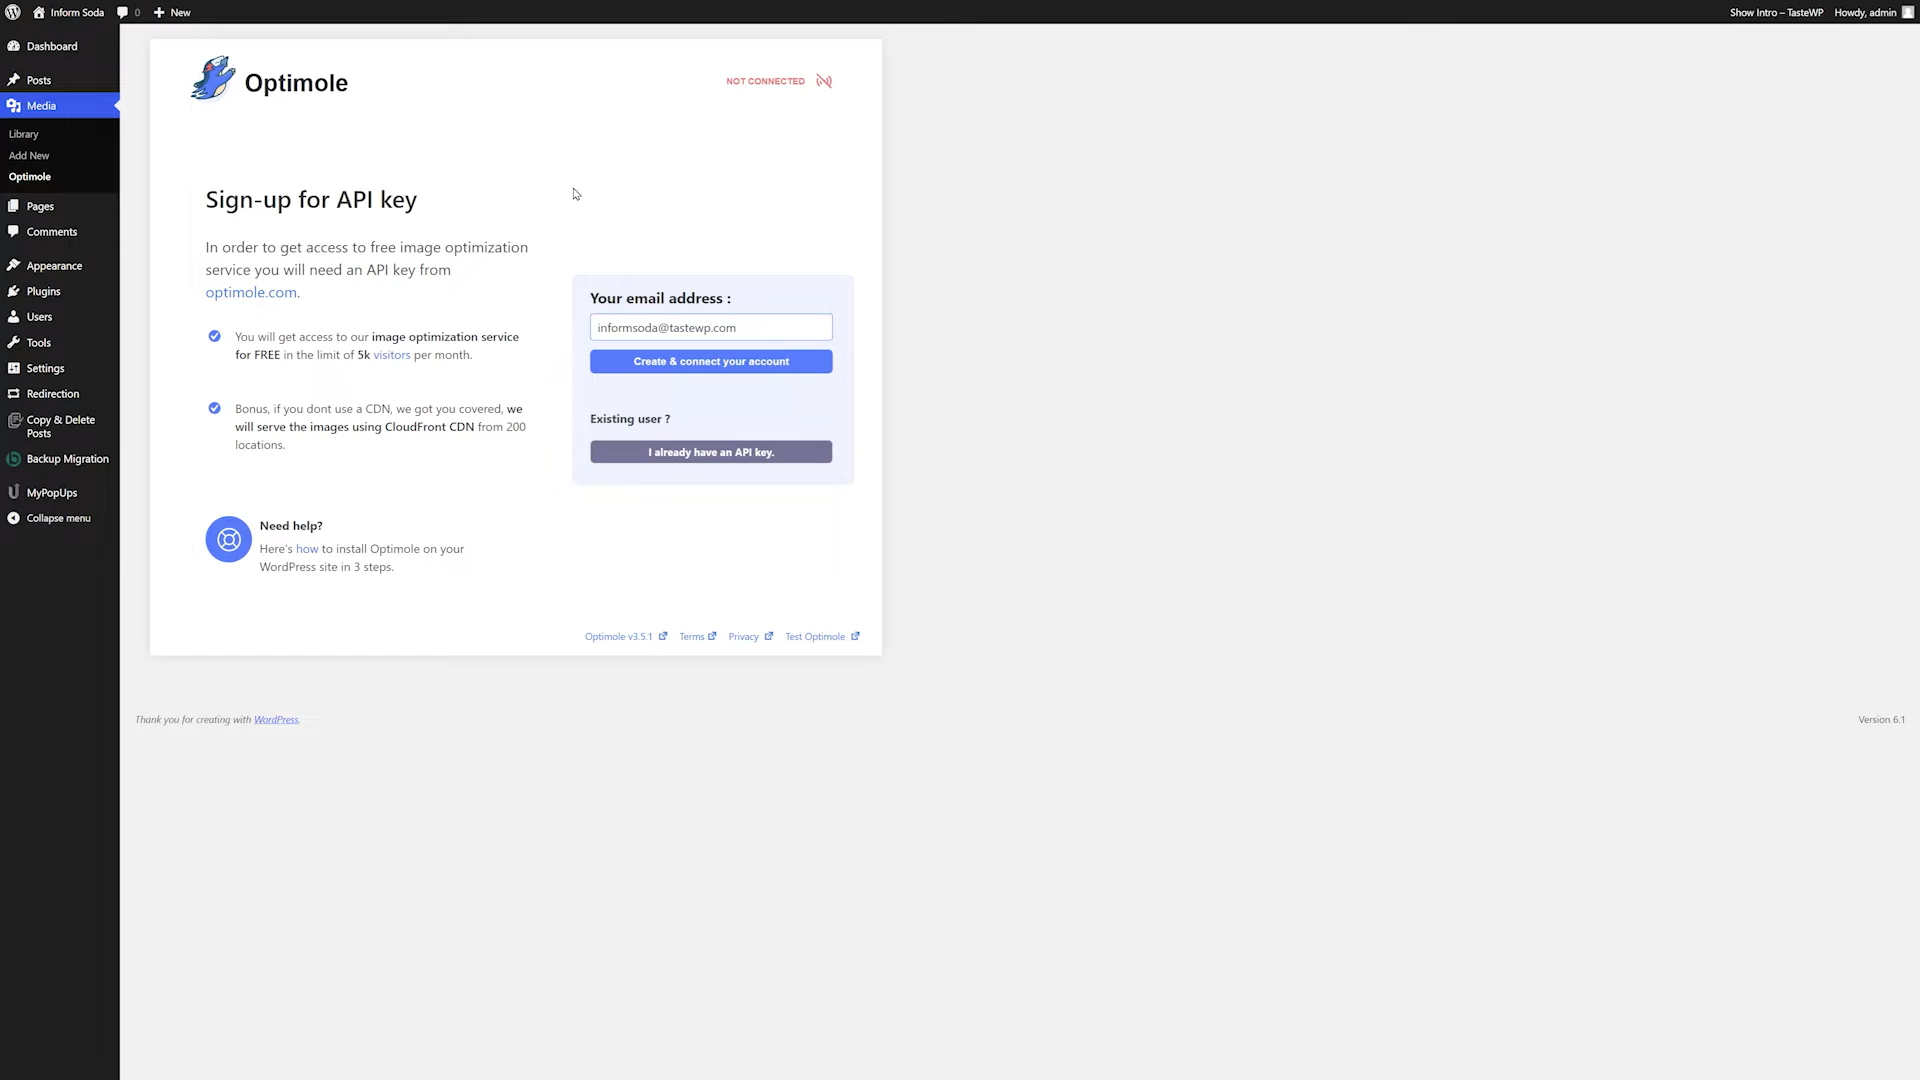 Inform Soda
0
New
Show Intro – TasteWP
Howdy, admin
Dashboard
Posts
Media
Library
Add New
Optimole
Pages
Comments
Appearance
Plugins
Users
Tools
Settings
Redirection
Copy & Delete
Posts
Backup Migration
MyPopUps
Collapse menu
Optimole
NOT CONNECTED
Sign-up for API key
In order to get access to free image optimization
service you will need an API key from
optimole.com.
You will get access to our image optimization service
for FREE in the limit of 5k visitors per month.
Bonus, if you dont use a CDN, we got you covered, we
will serve the images using CloudFront CDN from 200
locations.
Your email address :
informsoda@tastewp.com
Create & connect your account
Existing user ?
I already have an API key.
Need help?
Here's how to install Optimole on your
WordPress site in 3 steps.
Optimole v3.5.1
Terms
Privacy
Test Optimole
Thank you for creating with WordPress.
Version 6.1